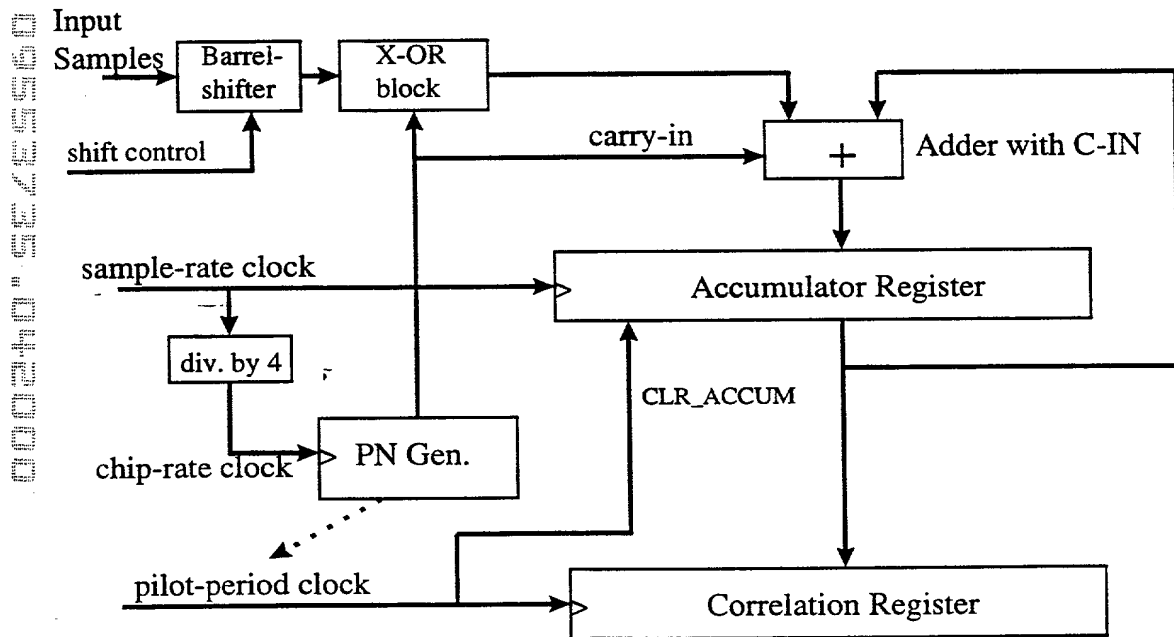 Input
Samples
Barrel-
shifter
X-OR
block
shift control
carry-in
+
Adder with C-IN
sample-rate clock
Accumulator Register
div. by 4
CLR_ACCUM
chip-rate clock
PN Gen.
pilot-period clock
Correlation Register